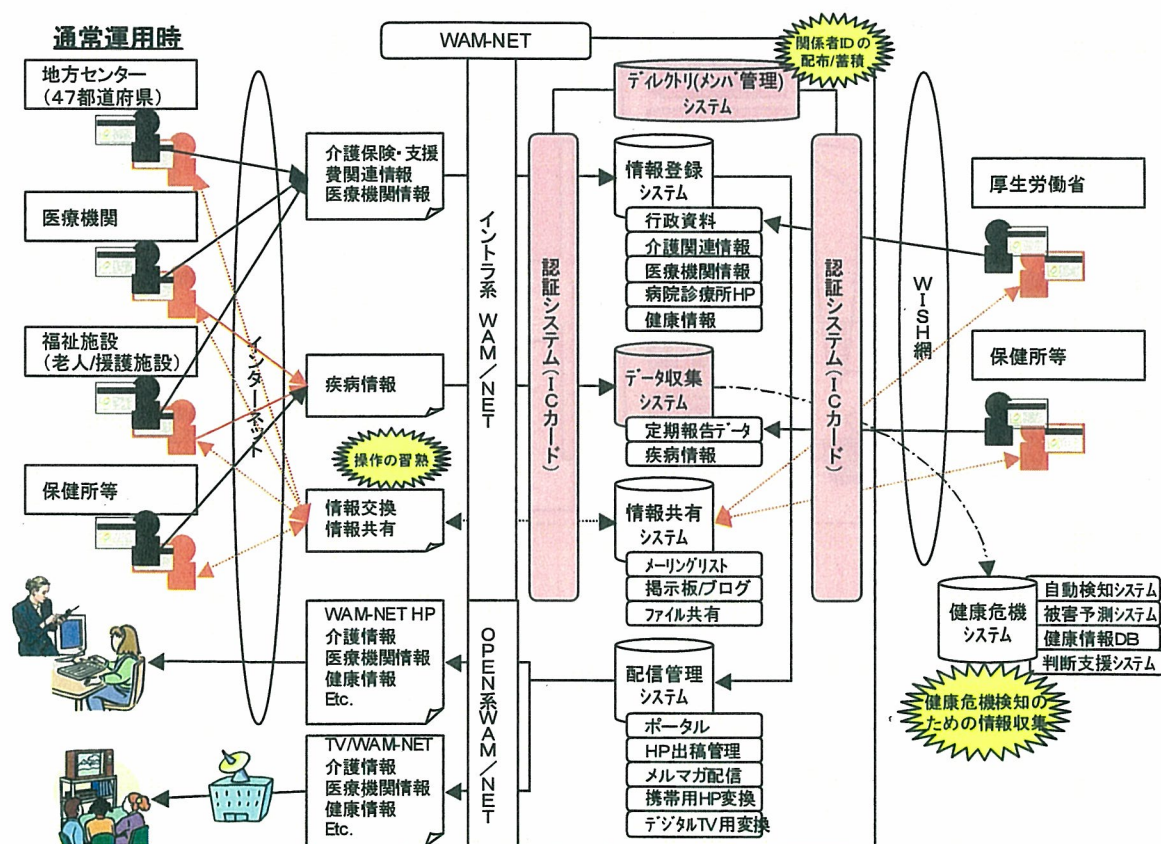 通常運用時
WAM-NET
関係者IDの
配布/蓄積
地方センター
(47都道府県)
ディレクトリ(メンバ管理)
システム
介護保険・支援
費関連情報
医療機関情報
情報登録
システム
行政資料
介護関連情報
医療機関情報
病院診療所HP
健康情報
厚生労働省
医療機関
イントラ系 WAM/NET
認証システム(ICカード)
認証システム(ICカード)
WISH網
インターネット
福祉施設
(老人/援護施設)
疾病情報
データ収集
システム
定期報告データ
疾病情報
保健所等
操作の習熟
保健所等
情報交換
情報共有
情報共有
システム
メーリングリスト
掲示板/ブログ
ファイル共有
健康危機
システム
自動検知システム
被害予測システム
健康情報DB
判断支援システム
健康危機検知の
ための情報収集
OPEN系WAM/NET
WAM-NET HP
介護情報
医療機関情報
健康情報
Etc.
配信管理
システム
ポータル
HP出稿管理
メルマガ配信
携帯用HP変換
デジタルTV用変換
TV/WAM-NET
介護情報
医療機関情報
健康情報
Etc.